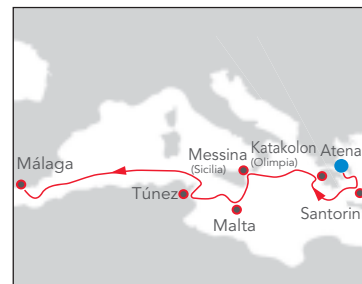 Málaga
Messina
(Sicilia)
Katakolon
(Olimpia)
Atena
Túnez
Malta
Santorin